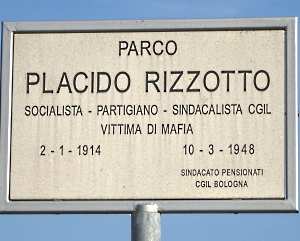 PARCO
PLACIDO RIZZOTTO
SOCIALISTA - PARTIGIANO - SINDACALISTA CGIL
VITTIMA DI MAFIA
2 - 1 - 1914 10 - 3 - 1948
SINDACATO PENSIONATI
CGIL BOLOGNA